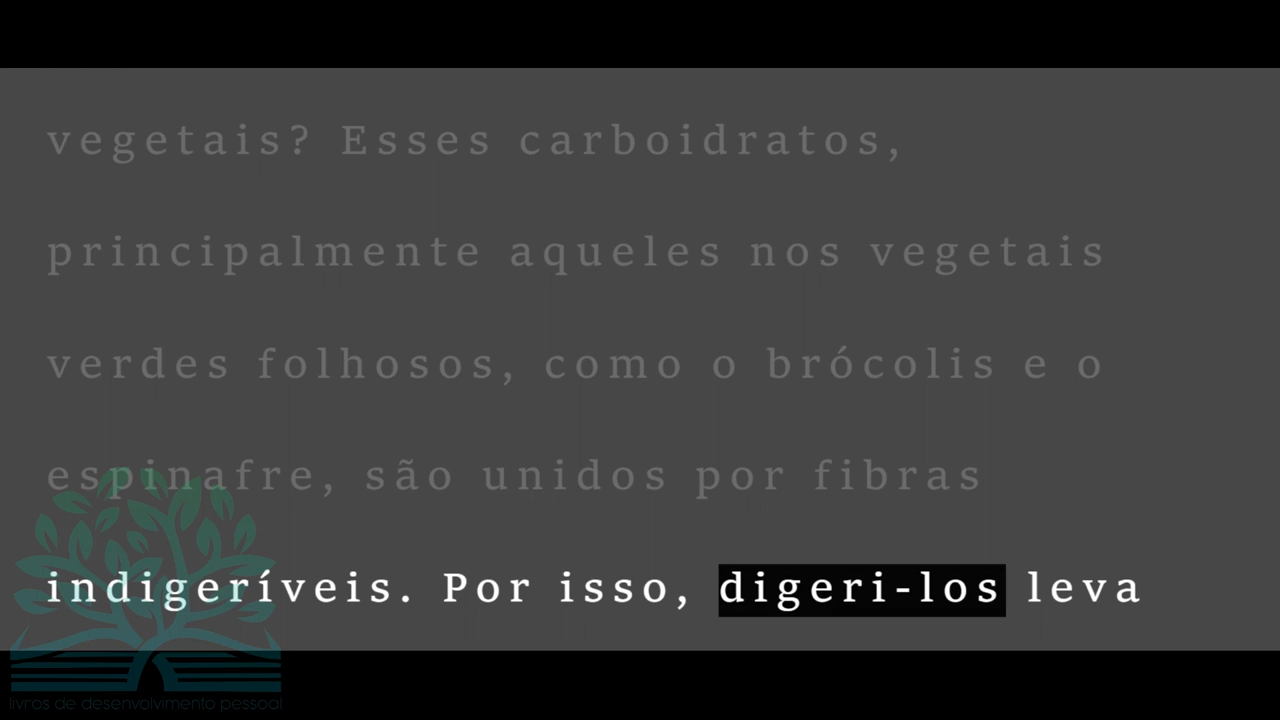 vegetais? Esses carboidratos,
principalmente aqueles nos vegetais
verdes folhosos, como o brócolis e o
espinafre, são unidos por fibras
indigeríveis. Por isso, digeri-los leva
livros de desenvolvimento pessoal